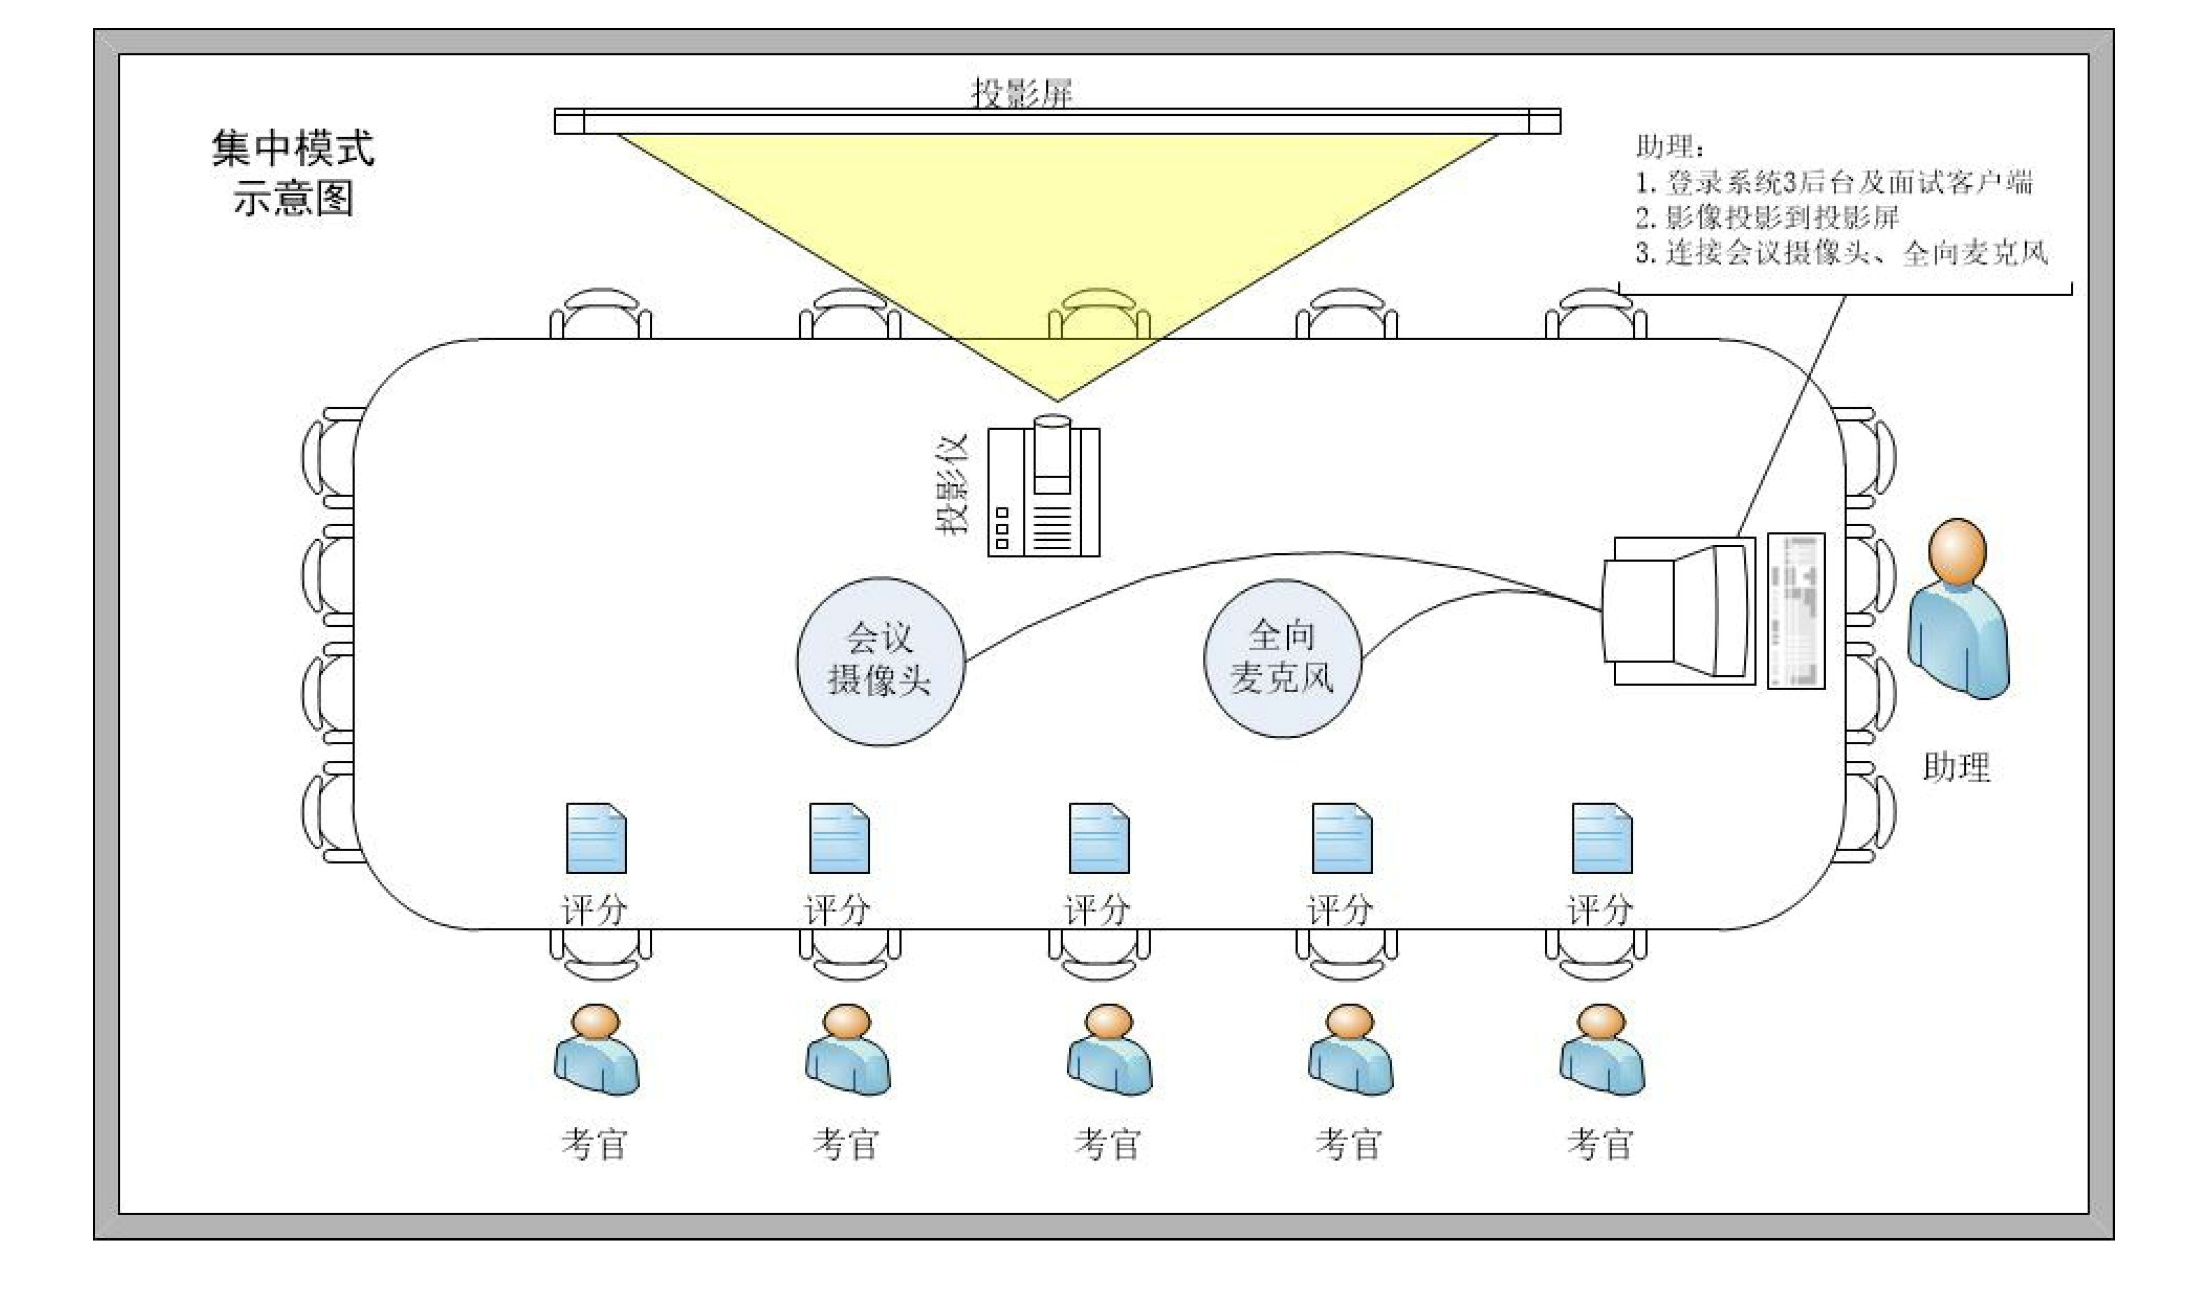 投影屏
集中模式
示意图
助理：
1. 登录系统3后台及面试客户端
2. 影像投影到投影屏
3. 连接会议摄像头、全向麦克风
投影仪
会议
摄像头
全向
麦克风
助理
评分
评分
评分
评分
评分
考官
考官
考官
考官
考官